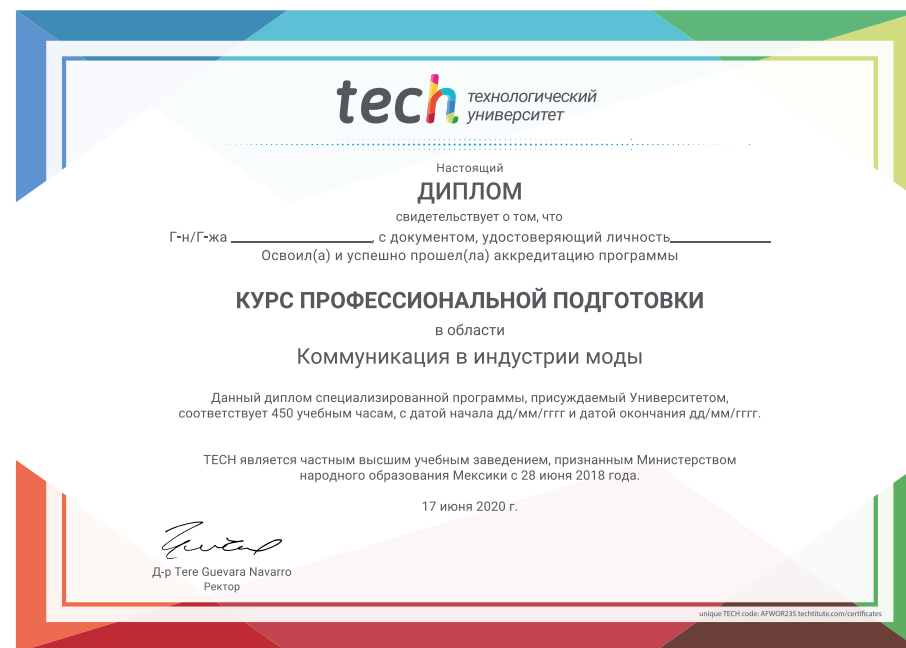 tech технологический
университет
Настоящий
ДИПЛОМ
свидетельствует о том, что
Г-н/Г-жа , с документом, удостоверяющий личность
Освоил(а) и успешно прошел(ла) аккредитацию программы
КУРС ПРОФЕССИОНАЛЬНОЙ ПОДГОТОВКИ
в области
Коммуникация в индустрии моды
Данный диплом специализированной программы, присуждаемый Университетом,
соответствует 450 учебным часам, с датой начала дд/мм/гггг и датой окончания дд/мм/гггг.
TECH является частным высшим учебным заведением, признанным Министерством
народного образования Мексики с 28 июня 2018 года.
17 июня 2020 г.
Д-р Tere Guevara Navarro
Ректор
unique TECH code: AFWOR23S techtitute.com/certificates